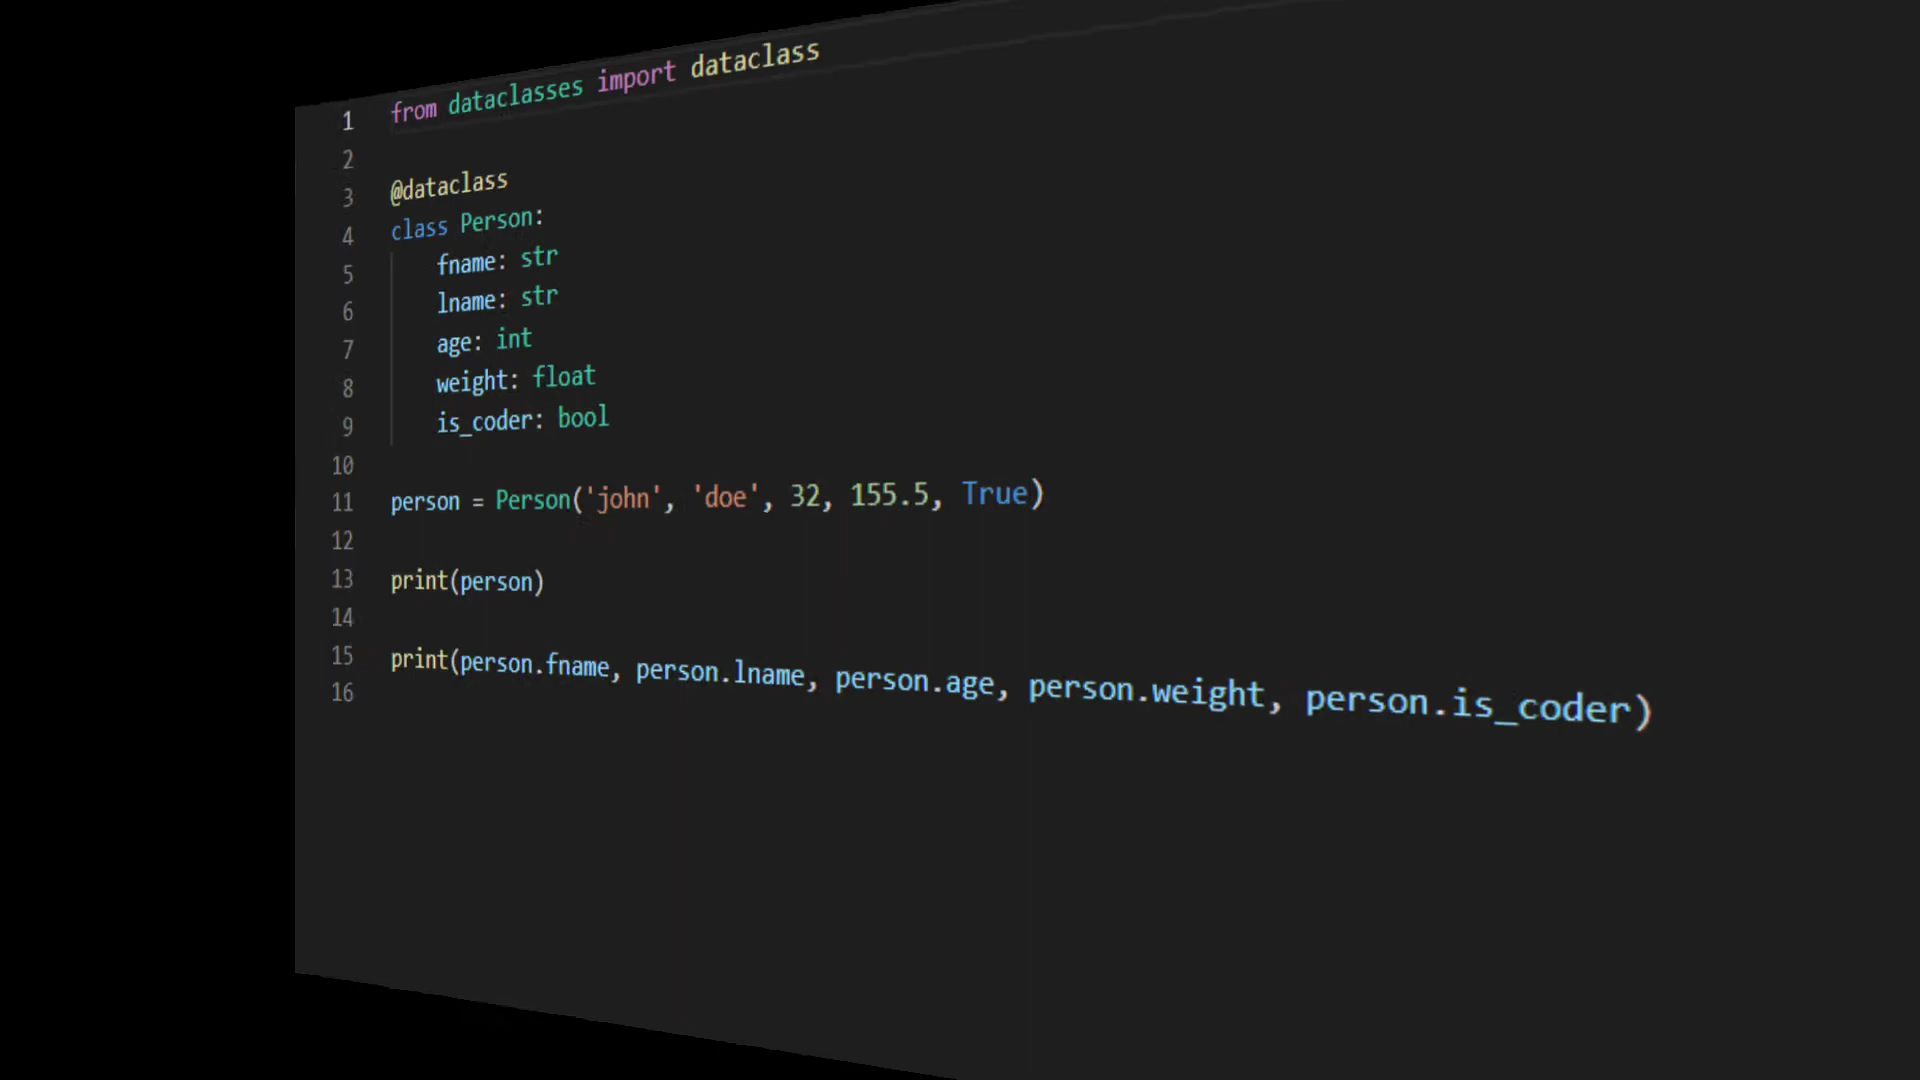 1 from dataclasses import dataclass
2
3 @dataclass
4 class Person:
5     fname: str
6     lname: str
7     age: int
8     weight: float
9     is_coder: bool
10
11 person = Person('john', 'doe', 32, 155.5, True)
12
13 print(person)
14
15 print(person.fname, person.lname, person.age, person.weight, person.is_coder)
16